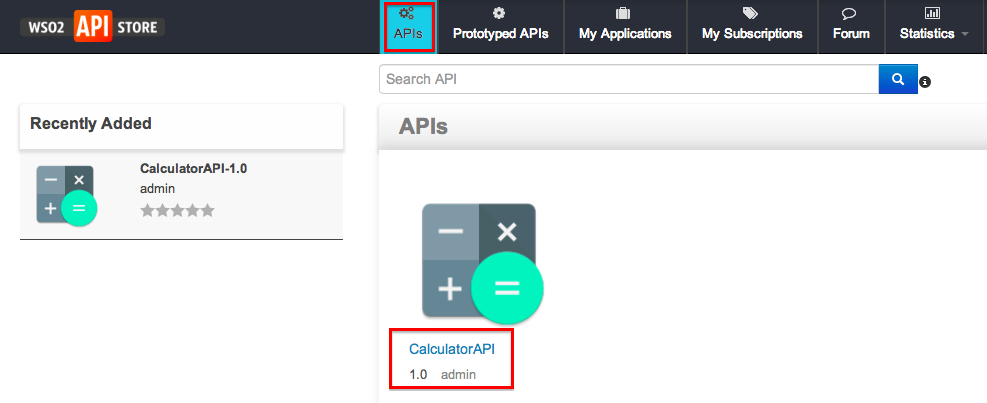 WSO2 API STORE
APIs
Prototyped APIs
My Applications
My Subscriptions
Forum
Statistics
Search API
Recently Added
CalculatorAPI-1.0
admin
APIs
CalculatorAPI
1.0 admin